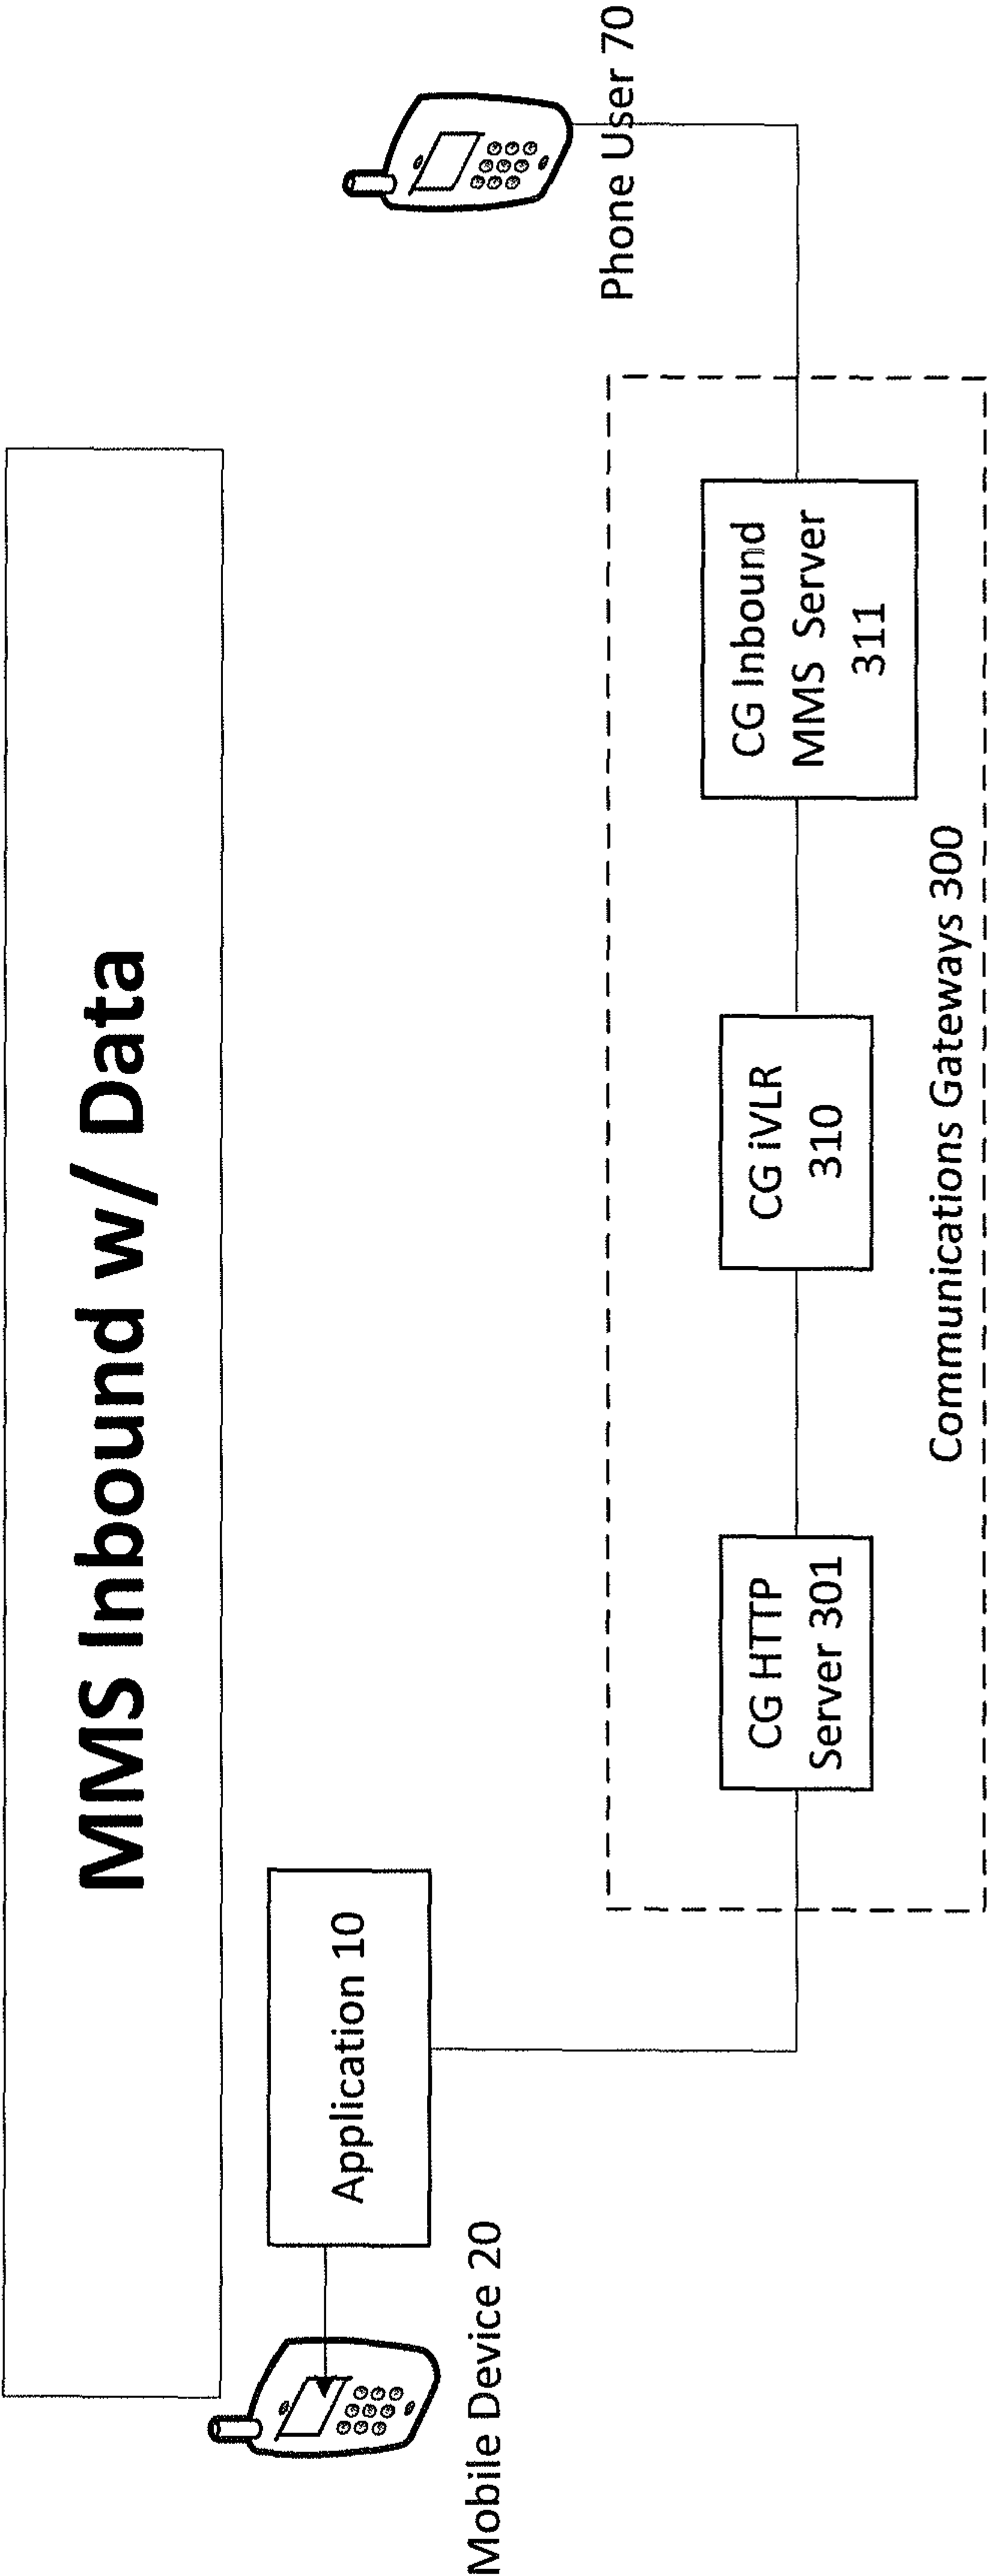 MMS Inbound w/ Data
Application 10
Mobile Device 20
Phone User 70
CG HTTP
Server 301
CG iVLR
310
CG Inbound
MMS Server
311
Communications Gateways 300